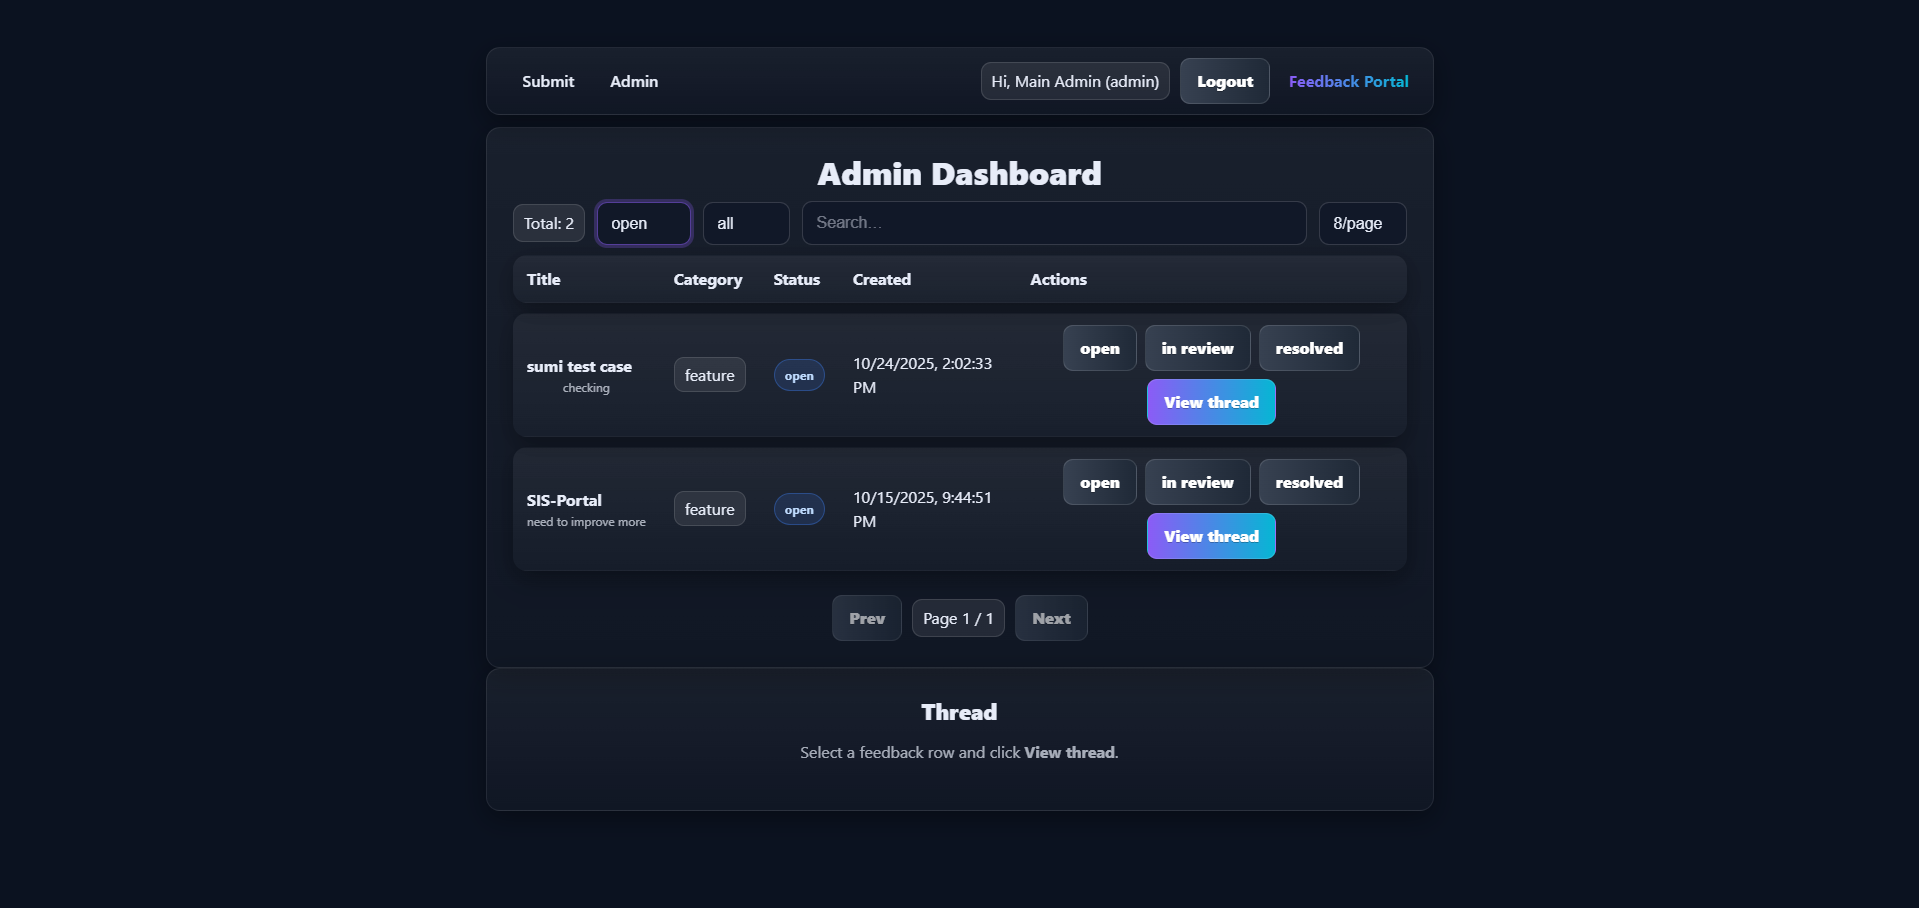 Submit Admin Hi, Main Admin (admin) Logout Feedback Portal
Admin Dashboard
Total: 2 open all Search... 8/page
Title Category Status Created Actions
sumi test case
checking
feature
open
10/24/2025, 2:02:33
PM
open in review resolved
View thread
SIS-Portal
need to improve more
feature
open
10/15/2025, 9:44:51
PM
open in review resolved
View thread
Prev Page 1 / 1 Next
Thread
Select a feedback row and click View thread.